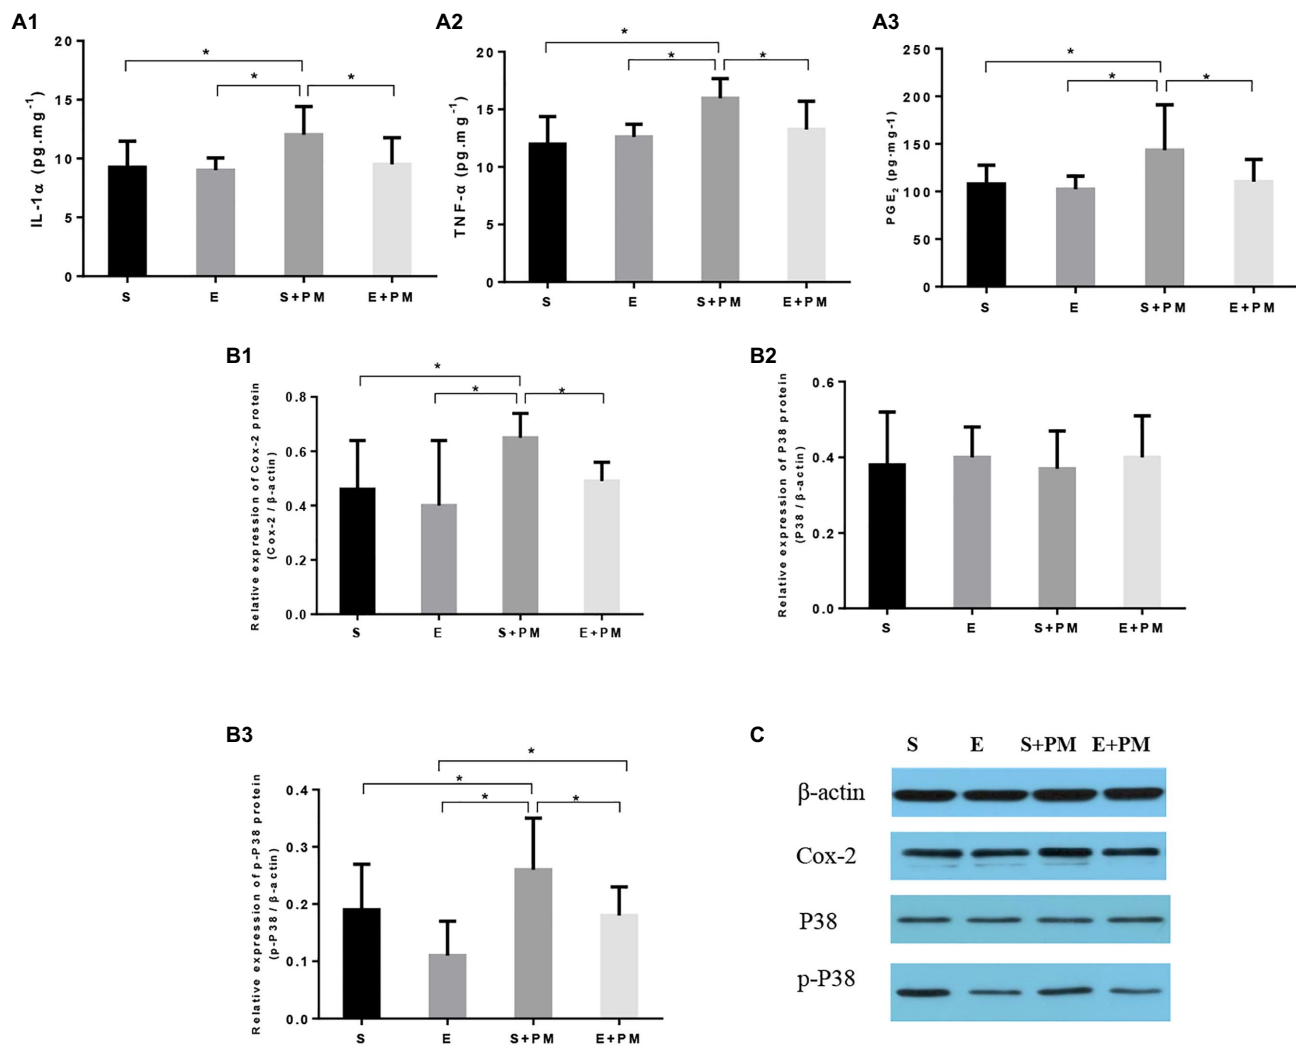 A1
IL-1α (pg.mg⁻¹)
20
15
10
5
0
*
*
*
S E S+PM E+PM
A2
TNF-α (pg.mg⁻¹)
20
15
10
5
0
*
*
*
S E S+PM E+PM
A3
PGE₂ (pg·mg-1)
250
200
150
100
50
0
*
*
*
S E S+PM E+PM
B1
Relative expression of Cox-2 protein
(Cox-2 / β-actin)
0.8
0.6
0.4
0.2
0.0
*
*
*
S E S+PM E+PM
B2
Relative expression of P38 protein
(P38 / β-actin)
0.6
0.4
0.2
0.0
S E S+PM E+PM
B3
Relative expression of p-P38 protein
(p-P38 / β-actin)
0.4
0.3
0.2
0.1
0.0
*
*
*
*
S E S+PM E+PM
C
S E S+PM E+PM
β-actin
Cox-2
P38
p-P38